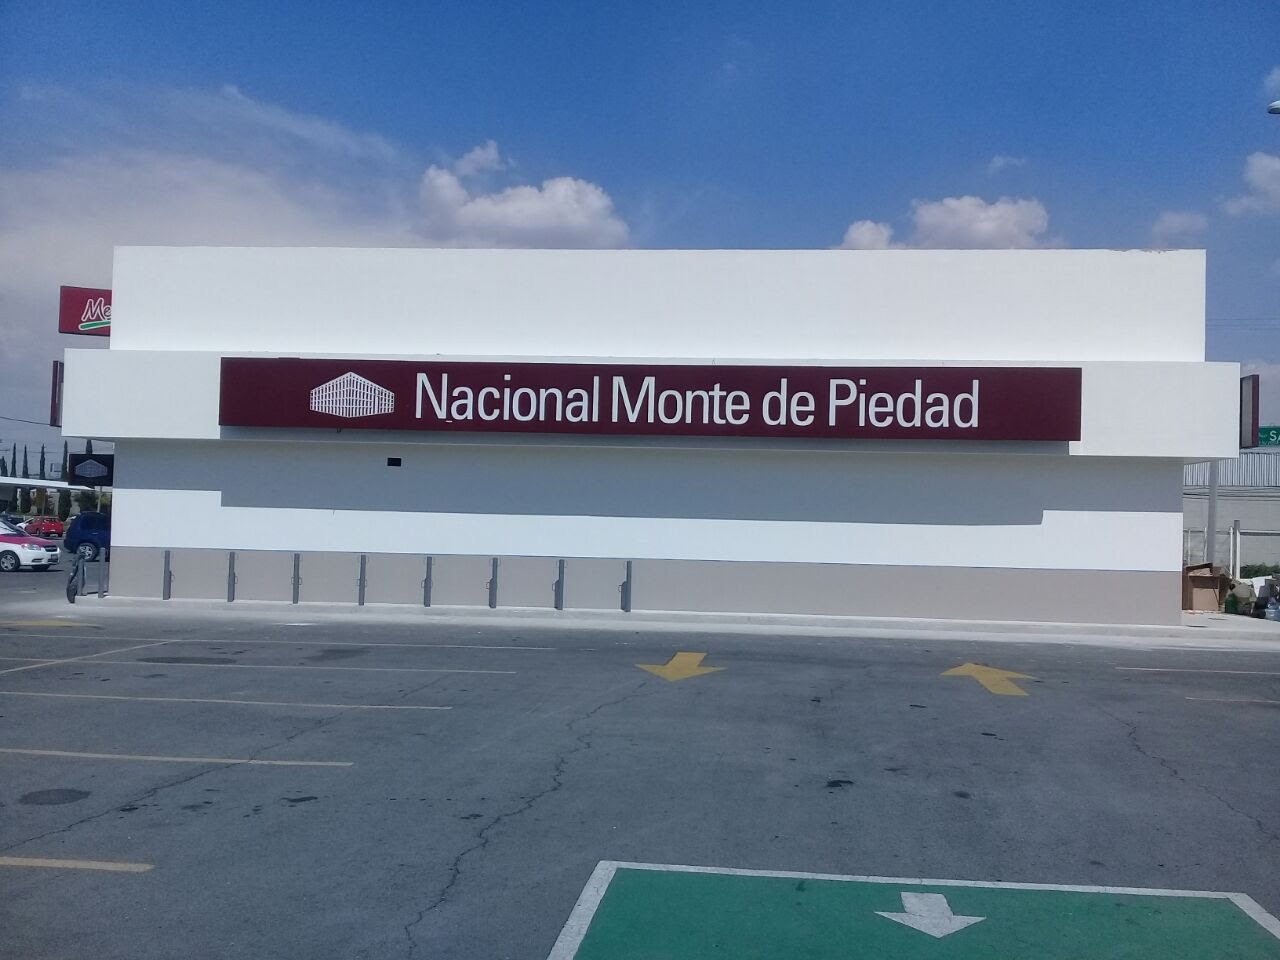 Nacional Monte de Piedad